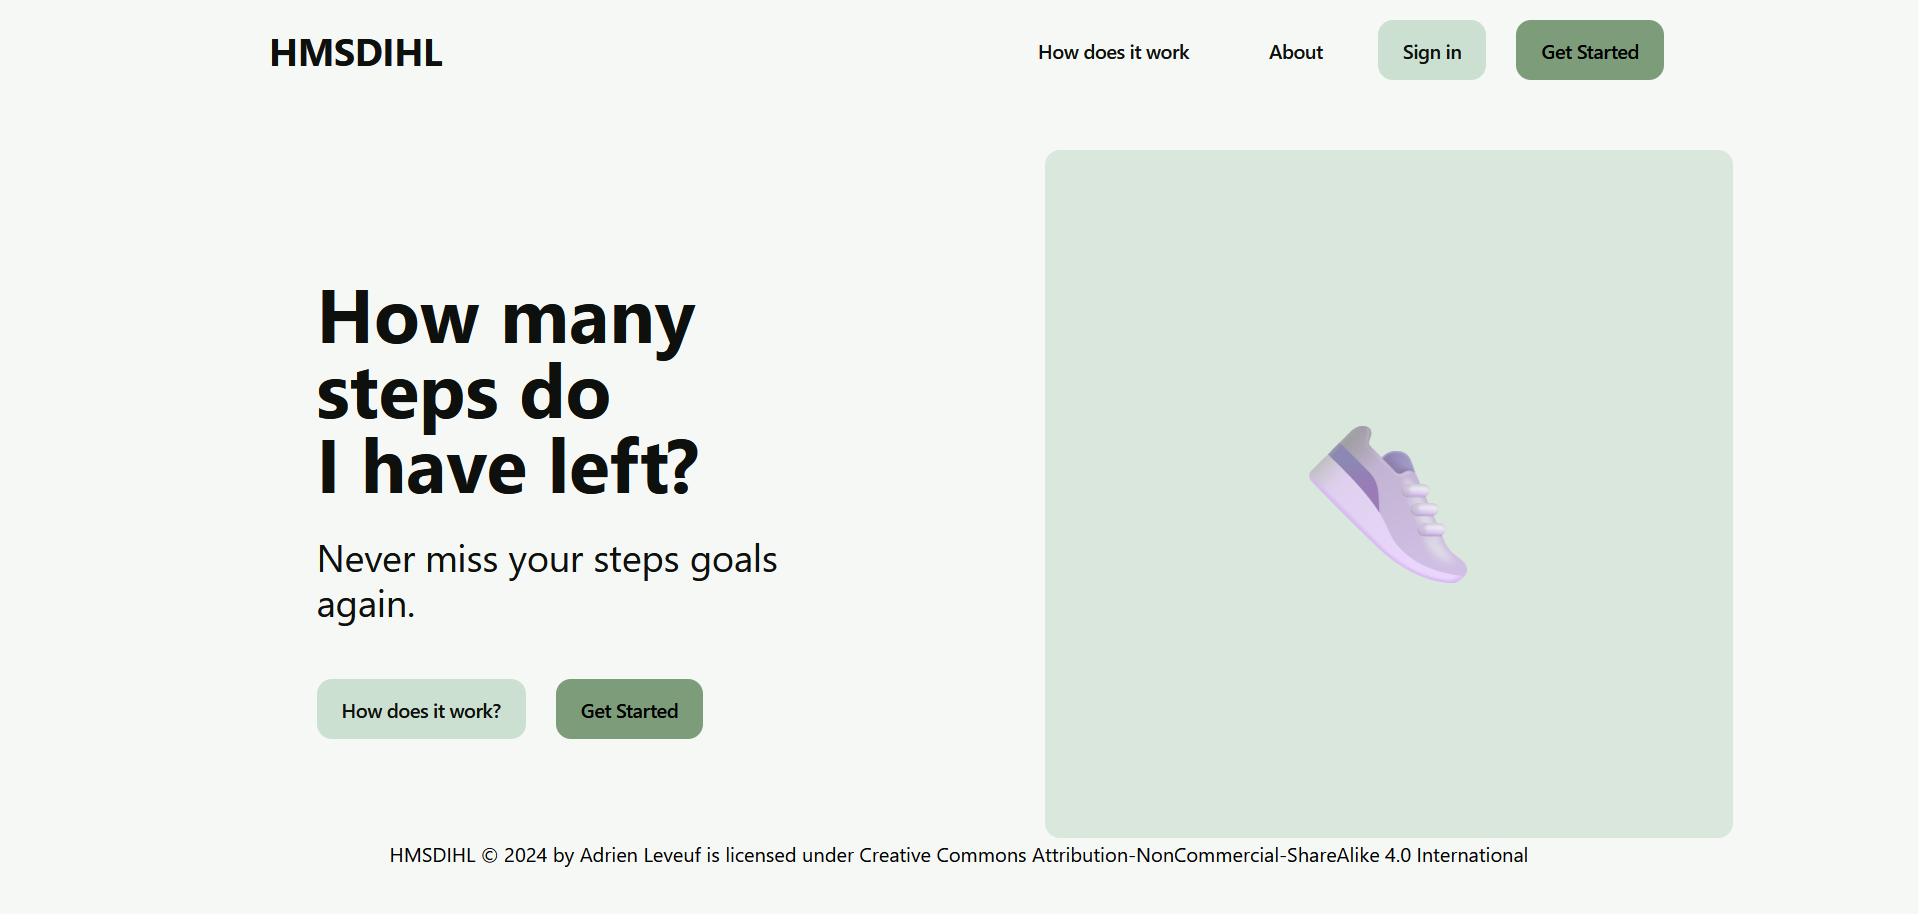 HMSDIHL
How does it work
About
Sign in
Get Started
How many
steps do
I have left?
Never miss your steps goals
again.
How does it work?
Get Started
HMSDIHL © 2024 by Adrien Leveuf is licensed under Creative Commons Attribution-NonCommercial-ShareAlike 4.0 International